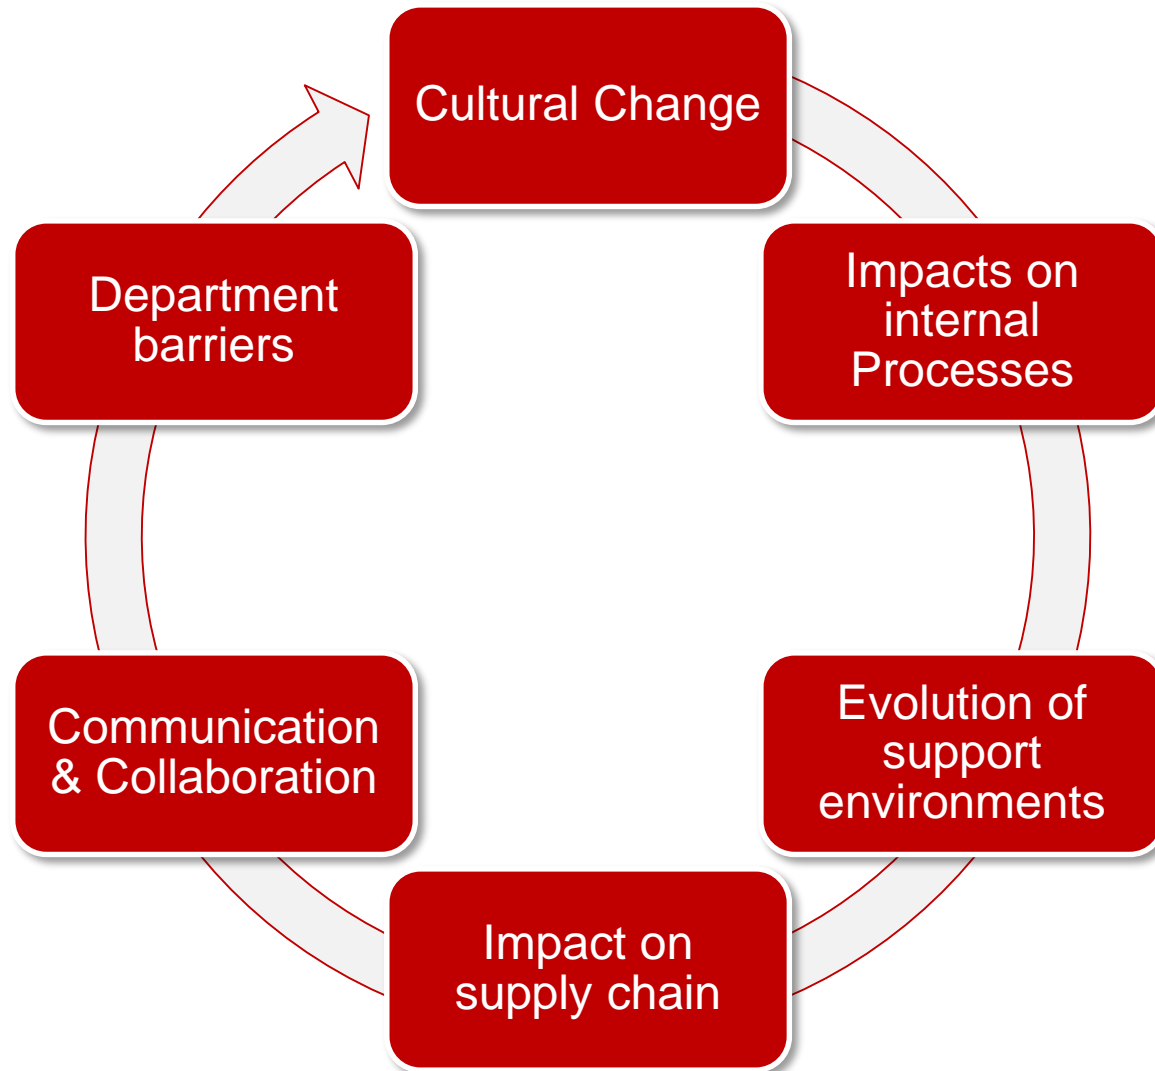 Cultural Change
Impacts on
internal
Processes
Evolution of
support
environments
Impact on
supply chain
Communication
& Collaboration
Department
barriers